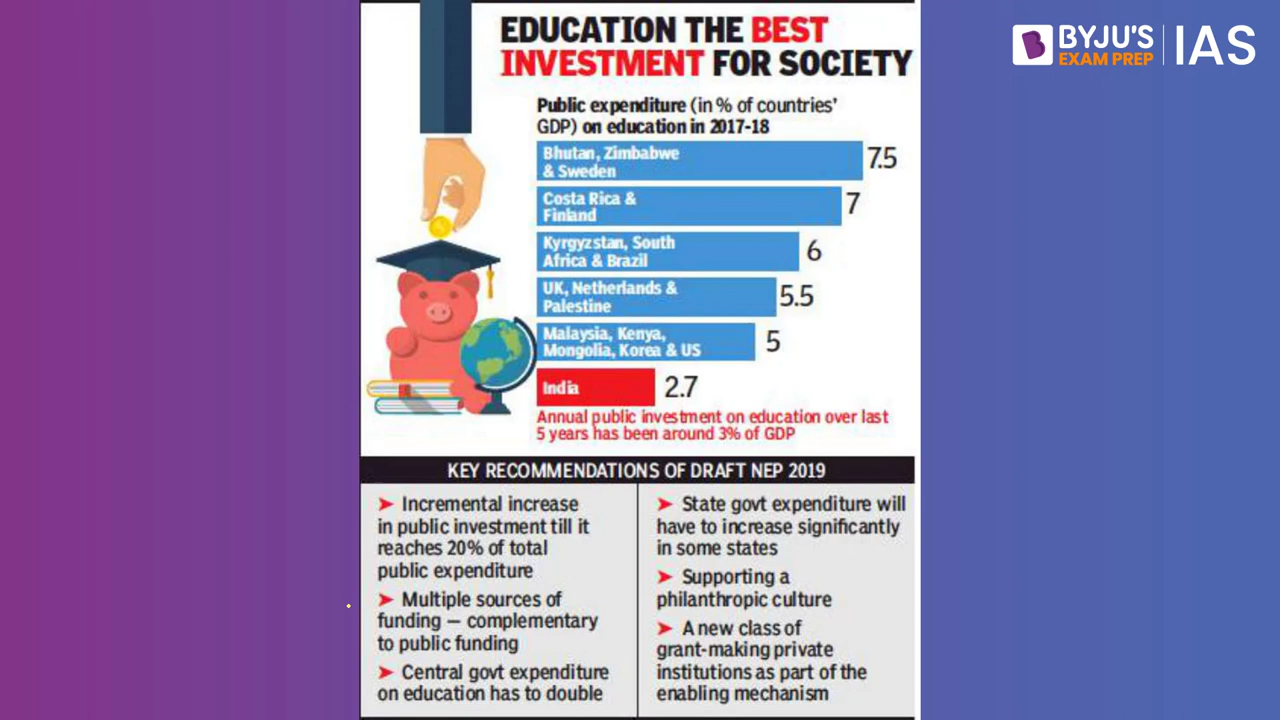 EDUCATION THE BEST
INVESTMENT FOR SOCIETY
BYJU'S
EXAM PREP
IAS
Public expenditure (in % of countries'
GDP) on education in 2017-18
Bhutan, Zimbabwe
& Sweden
7.5
Costa Rica &
Finland
7
Kyrgyzstan, South
Africa & Brazil
6
UK, Netherlands &
Palestine
5.5
Malaysia, Kenya,
Mongolia, Korea & US
5
India
2.7
Annual public investment on education over last
5 years has been around 3% of GDP
KEY RECOMMENDATIONS OF DRAFT NEP 2019
➤ Incremental increase
in public investment till it
reaches 20% of total
public expenditure
➤ Multiple sources of
funding — complementary
to public funding
➤ Central govt expenditure
on education has to double
➤ State govt expenditure will
have to increase significantly
in some states
➤ Supporting a
philanthropic culture
➤ A new class of
grant-making private
institutions as part of the
enabling mechanism